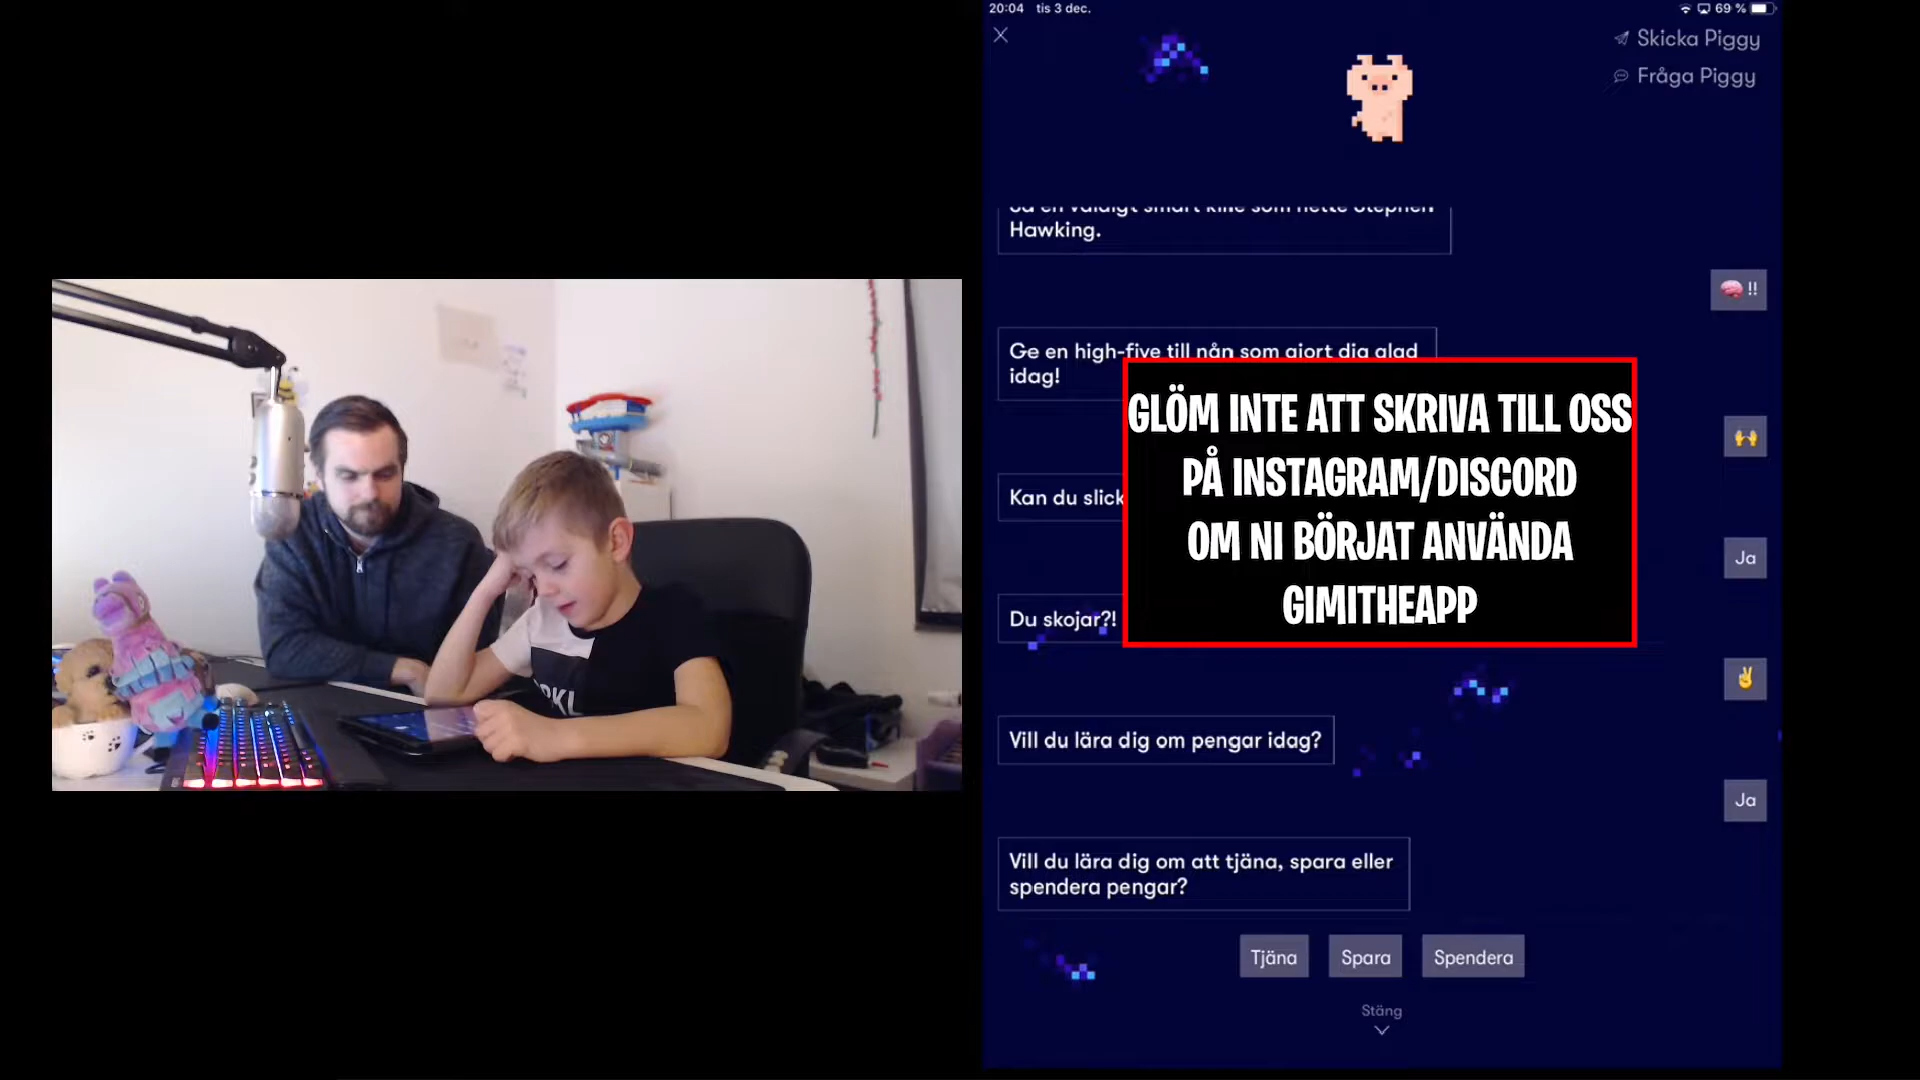 20:04 tis 3 dec.
69 %
Skicka Piggy
Fråga Piggy
Hawking.
!!
Ge en high-five till nån som gjort dig glad
idag!
Kan du slick
Ja
Du skojar?!
GLÖM INTE ATT SKRIVA TILL OSS
PÅ INSTAGRAM/DISCORD
OM NI BÖRJAT ANVÄNDA
GIMITHEAPP
Vill du lära dig om pengar idag?
Ja
Vill du lära dig om att tjäna, spara eller
spendera pengar?
Tjäna Spara Spendera
Stäng